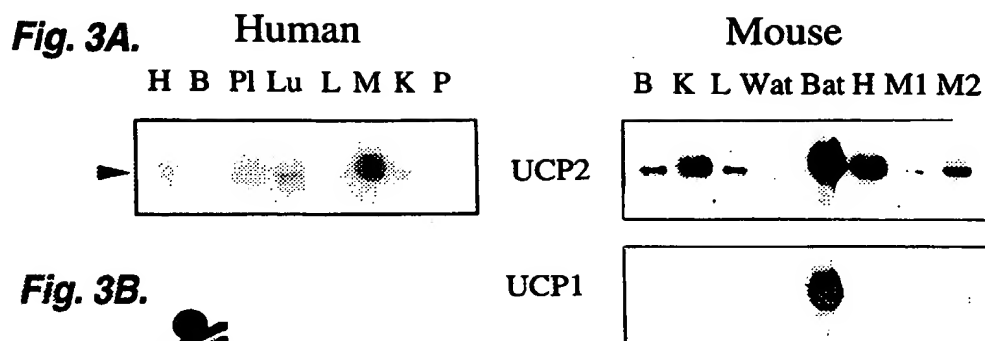 Fig. 3A. Human Mouse
H B Pl Lu L M K P B K L Wat Bat H M1 M2
UCP2
Fig. 3B. UCP1